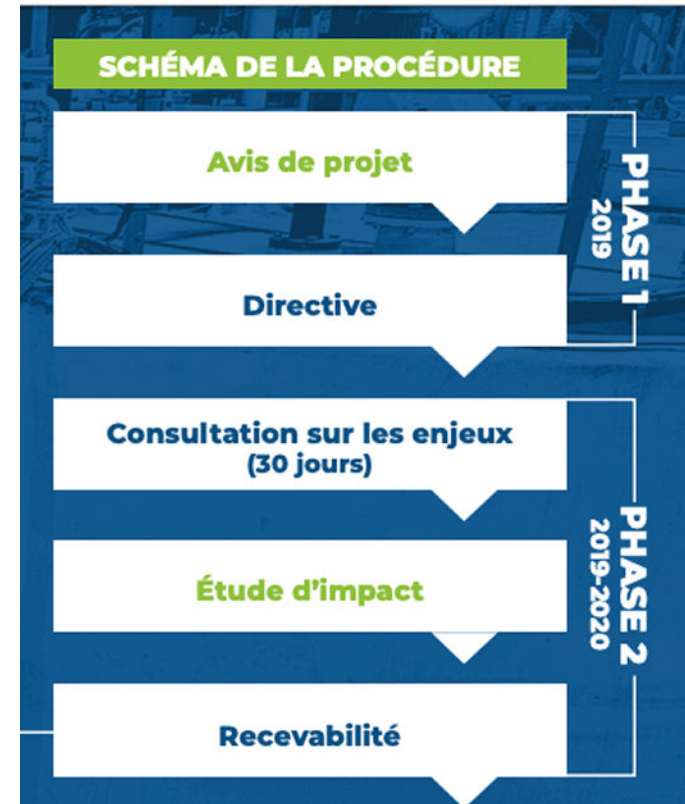 SCHÉMA DE LA PROCÉDURE
Avis de projet
Directive
PHASE 1
2019
Consultation sur les enjeux
(30 jours)
Étude d'impact
Recevabilité
PHASE 2
2019-2020